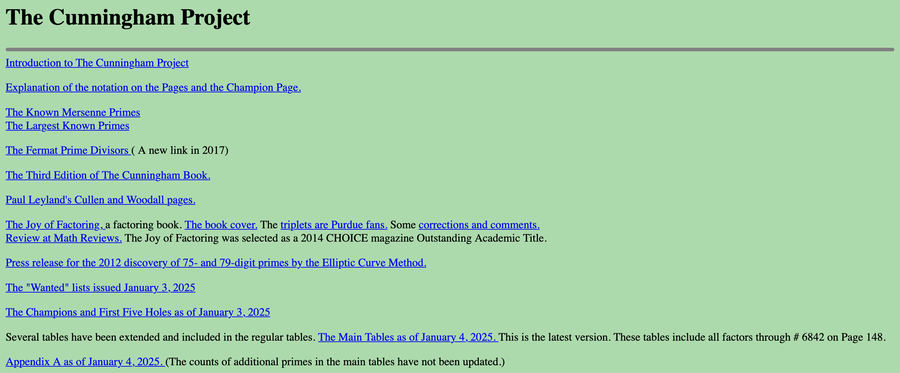 The Cunningham Project
Introduction to The Cunningham Project
Explanation of the notation on the Pages and the Champion Page.
The Known Mersenne Primes
The Largest Known Primes
The Fermat Prime Divisors ( A new link in 2017)
The Third Edition of The Cunningham Book.
Paul Leyland's Cullen and Woodall pages.
The Joy of Factoring, a factoring book. The book cover. The triplets are Purdue fans. Some corrections and comments.
Review at Math Reviews. The Joy of Factoring was selected as a 2014 CHOICE magazine Outstanding Academic Title.
Press release for the 2012 discovery of 75- and 79-digit primes by the Elliptic Curve Method.
The "Wanted" lists issued January 3, 2025
The Champions and First Five Holes as of January 3, 2025
Several tables have been extended and included in the regular tables. The Main Tables as of January 4, 2025. This is the latest version. These tables include all factors through # 6842 on Page 148.
Appendix A as of January 4, 2025. (The counts of additional primes in the main tables have not been updated.)